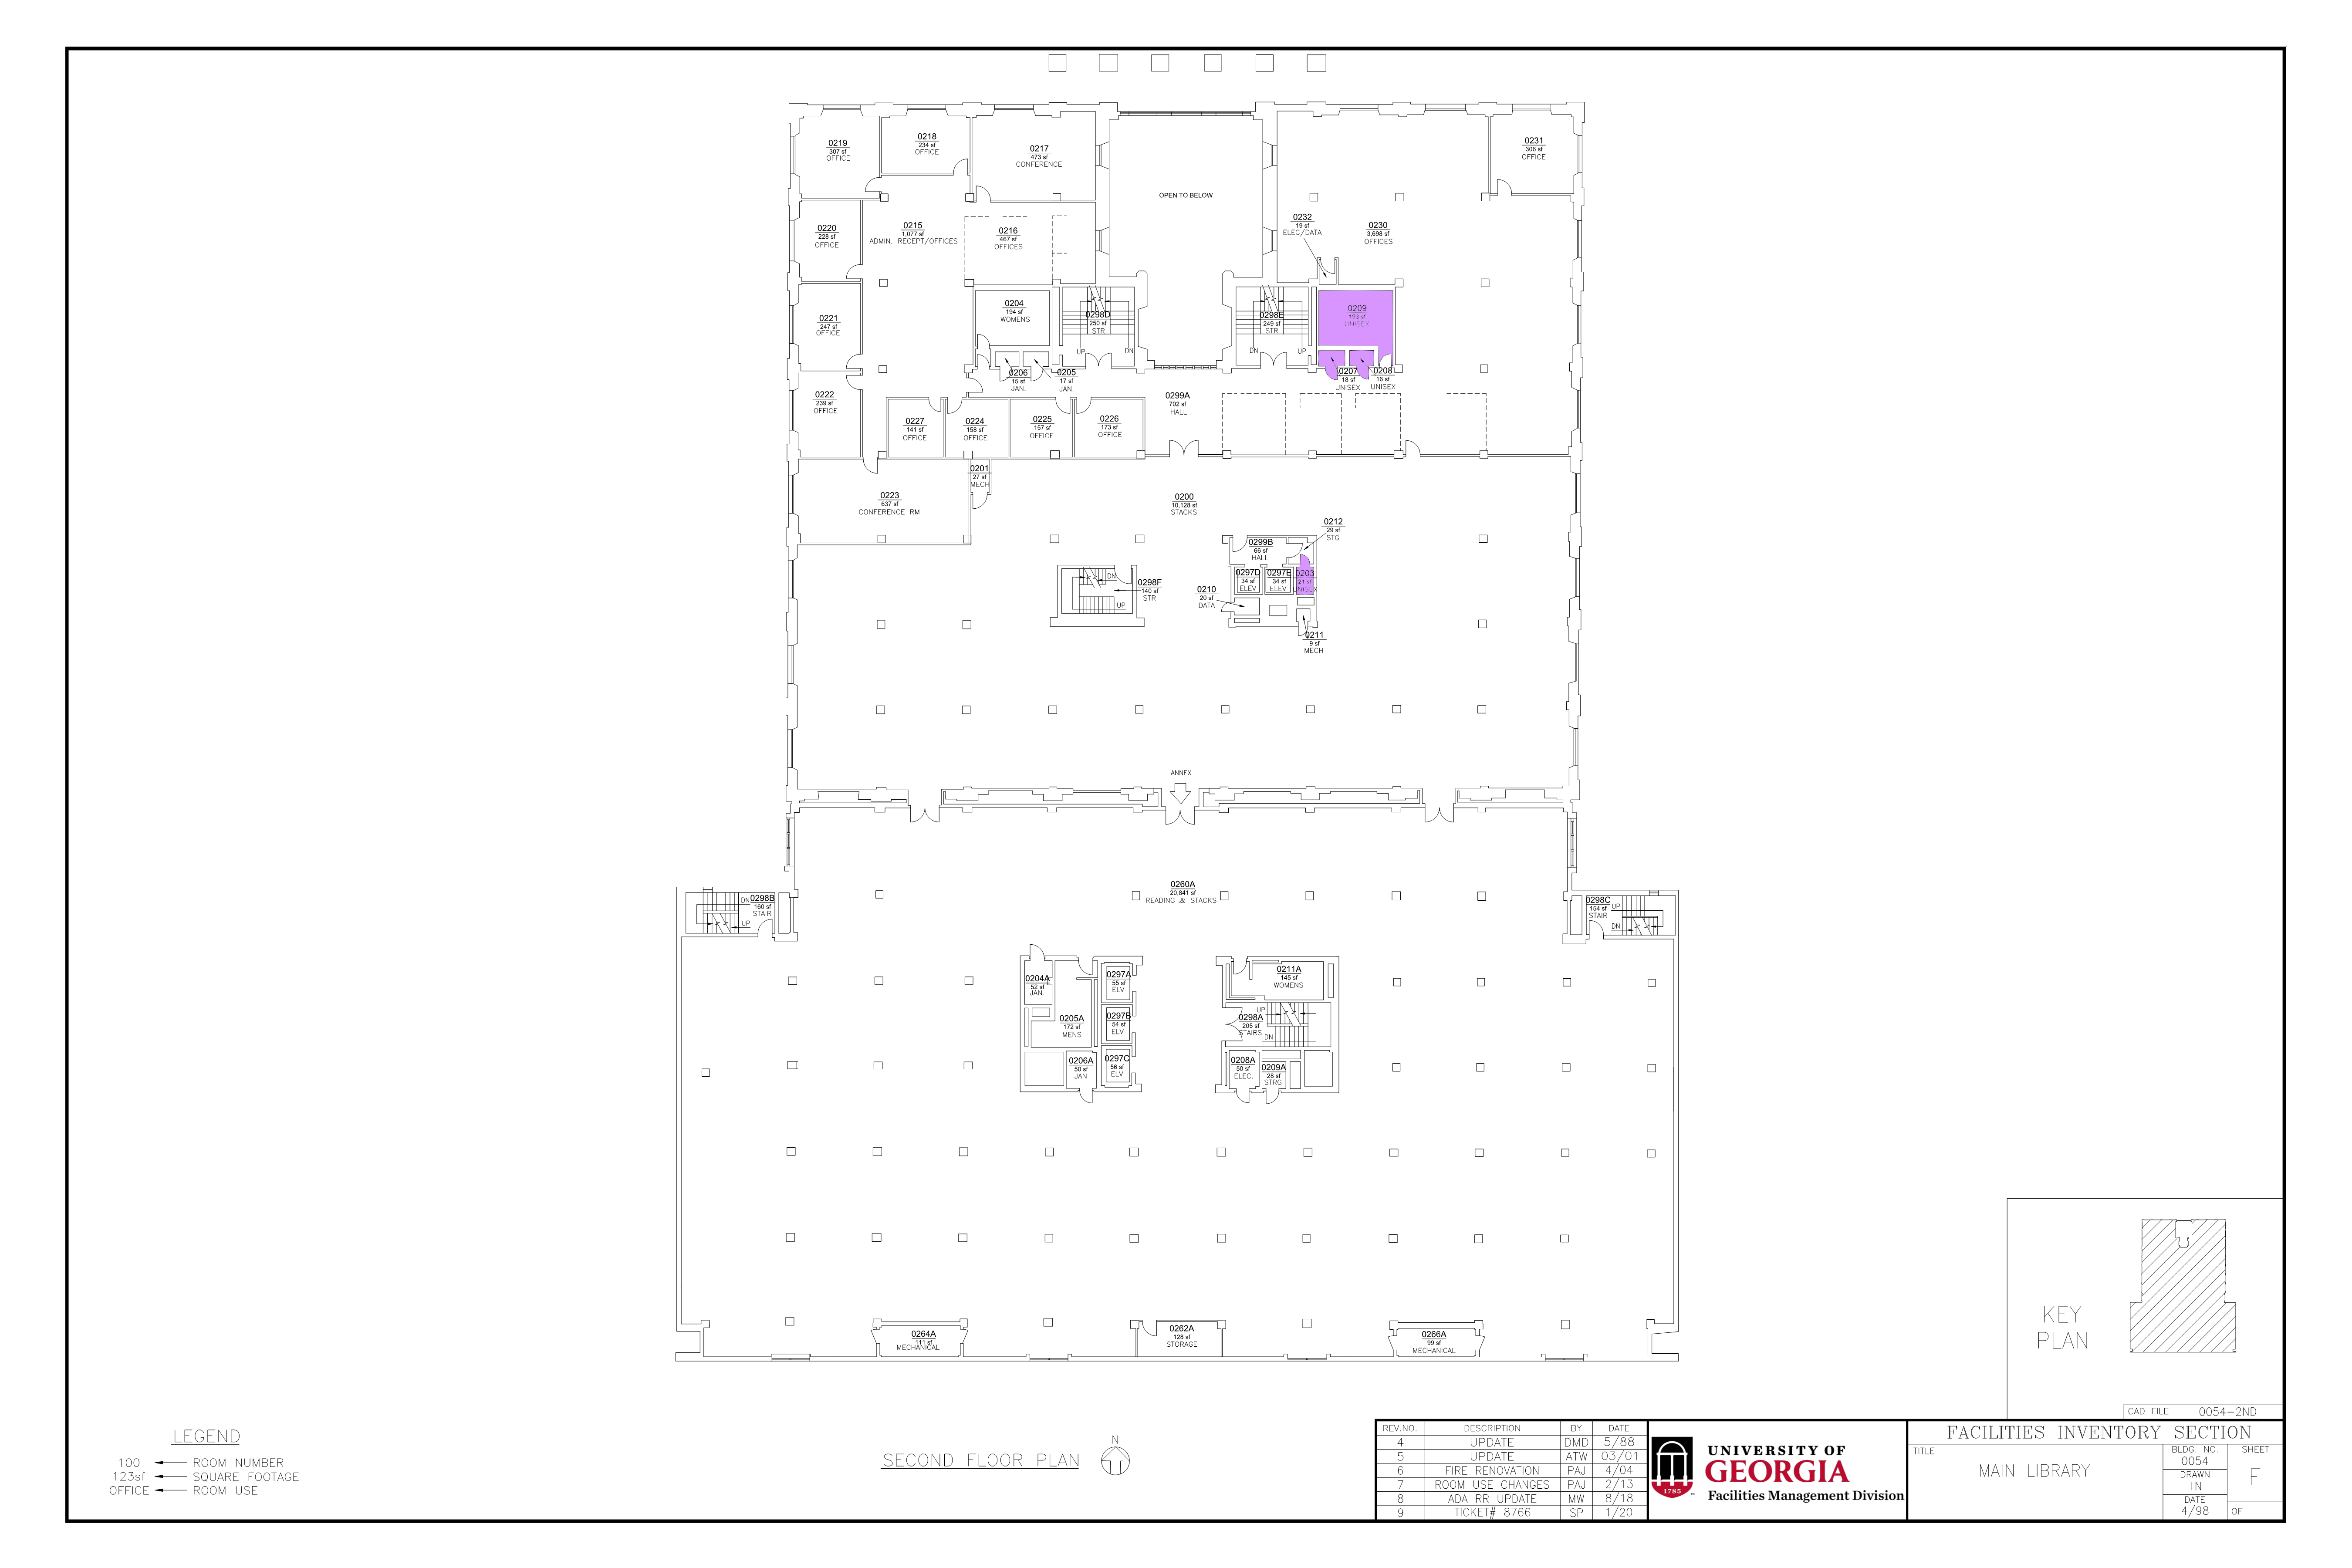 0219
307 sf
OFFICE
0218
234 sf
OFFICE
0217
473 sf
CONFERENCE
OPEN TO BELOW
0231
306 sf
OFFICE
0220
228 sf
OFFICE
0215
1,077 sf
ADMIN. RECEPT/OFFICES
0216
467 sf
OFFICES
0232
19 sf
ELEC/DATA
0230
3,698 sf
OFFICES
0221
247 sf
OFFICE
0204
194 sf
WOMENS
0298D
250 sf
STR
UP
DN
0298E
249 sf
STR
DN
UP
0209
193 sf
UNISEX
0206
15 sf
JAN.
0205
17 sf
JAN.
0207
18 sf
UNISEX
0208
16 sf
UNISEX
0222
239 sf
OFFICE
0299A
702 sf
HALL
0227
141 sf
OFFICE
0224
158 sf
OFFICE
0225
157 sf
OFFICE
0226
173 sf
OFFICE
0201
27 sf
MECH
0223
637 sf
CONFERENCE RM
0200
10,128 sf
STACKS
0212
29 sf
STG
0299B
66 sf
HALL
0297D
34 sf
ELEV
0297E
34 sf
ELEV
0203
21 sf
UNISEX
DN
UP
0298F
140 sf
STR
0210
20 sf
DATA
0211
9 sf
MECH
ANNEX
0260A
20,841 sf
READING & STACKS
DN
UP
0298B
160 sf
STAIR
0298C
154 sf
STAIR
UP
DN
0204A
52 sf
JAN.
0297A
55 sf
ELV
0211A
145 sf
WOMENS
0205A
172 sf
MENS
0297B
54 sf
ELV
UP
0298A
205 sf
STAIRS
DN
0206A
50 sf
JAN
0297C
56 sf
ELV
0208A
50 sf
ELEC.
0209A
28 sf
STRG
0264A
111 sf
MECHANICAL
0262A
128 sf
STORAGE
0266A
99 sf
MECHANICAL
KEY
PLAN
CAD FILE 0054-2ND
LEGEND
100 ROOM NUMBER
123sf SQUARE FOOTAGE
OFFICE ROOM USE
SECOND FLOOR PLAN
N
REV.NO. DESCRIPTION BY DATE
4 UPDATE DMD 5/88
5 UPDATE ATW 03/01
6 FIRE RENOVATION PAJ 4/04
7 ROOM USE CHANGES PAJ 2/13
8 ADA RR UPDATE MW 8/18
9 TICKET# 8766 SP 1/20
1785
UNIVERSITY OF
GEORGIA
Facilities Management Division
FACILITIES INVENTORY SECTION
TITLE
MAIN LIBRARY
BLDG. NO.
0054
DRAWN
TN
DATE
4/98
SHEET
F
OF